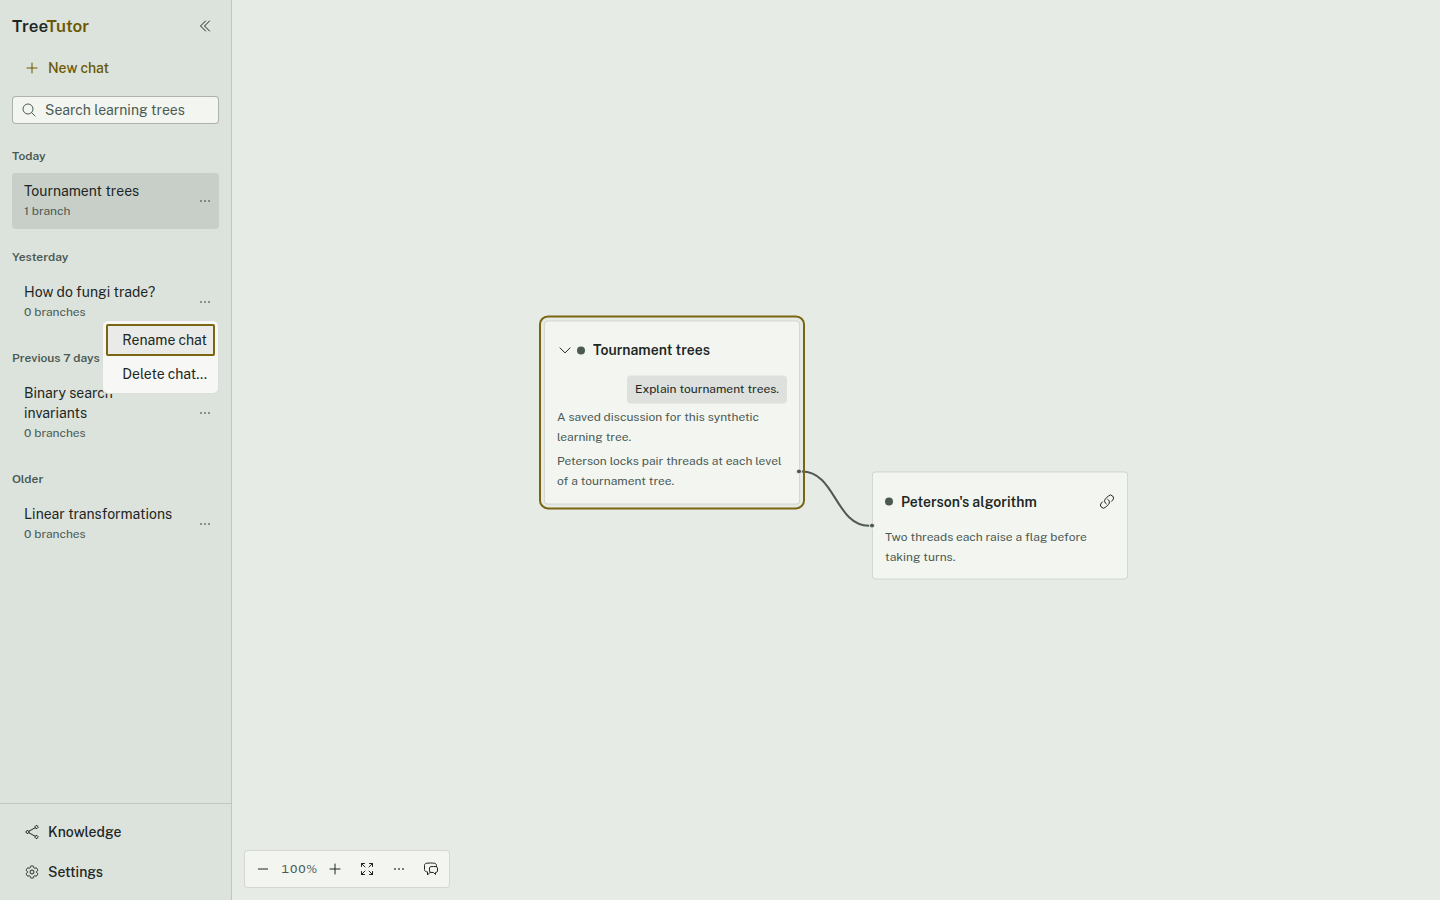 TreeTutor
New chat
Search learning trees
Today
Tournament trees
1 branch
Yesterday
How do fungi trade?
0 branches
Rename chat
Delete chat...
Previous 7 days
Binary search
invariants
0 branches
Older
Linear transformations
0 branches
Knowledge
Settings
Tournament trees
Explain tournament trees.
A saved discussion for this synthetic
learning tree.
Peterson locks pair threads at each level
of a tournament tree.
Peterson's algorithm
Two threads each raise a flag before
taking turns.
100%